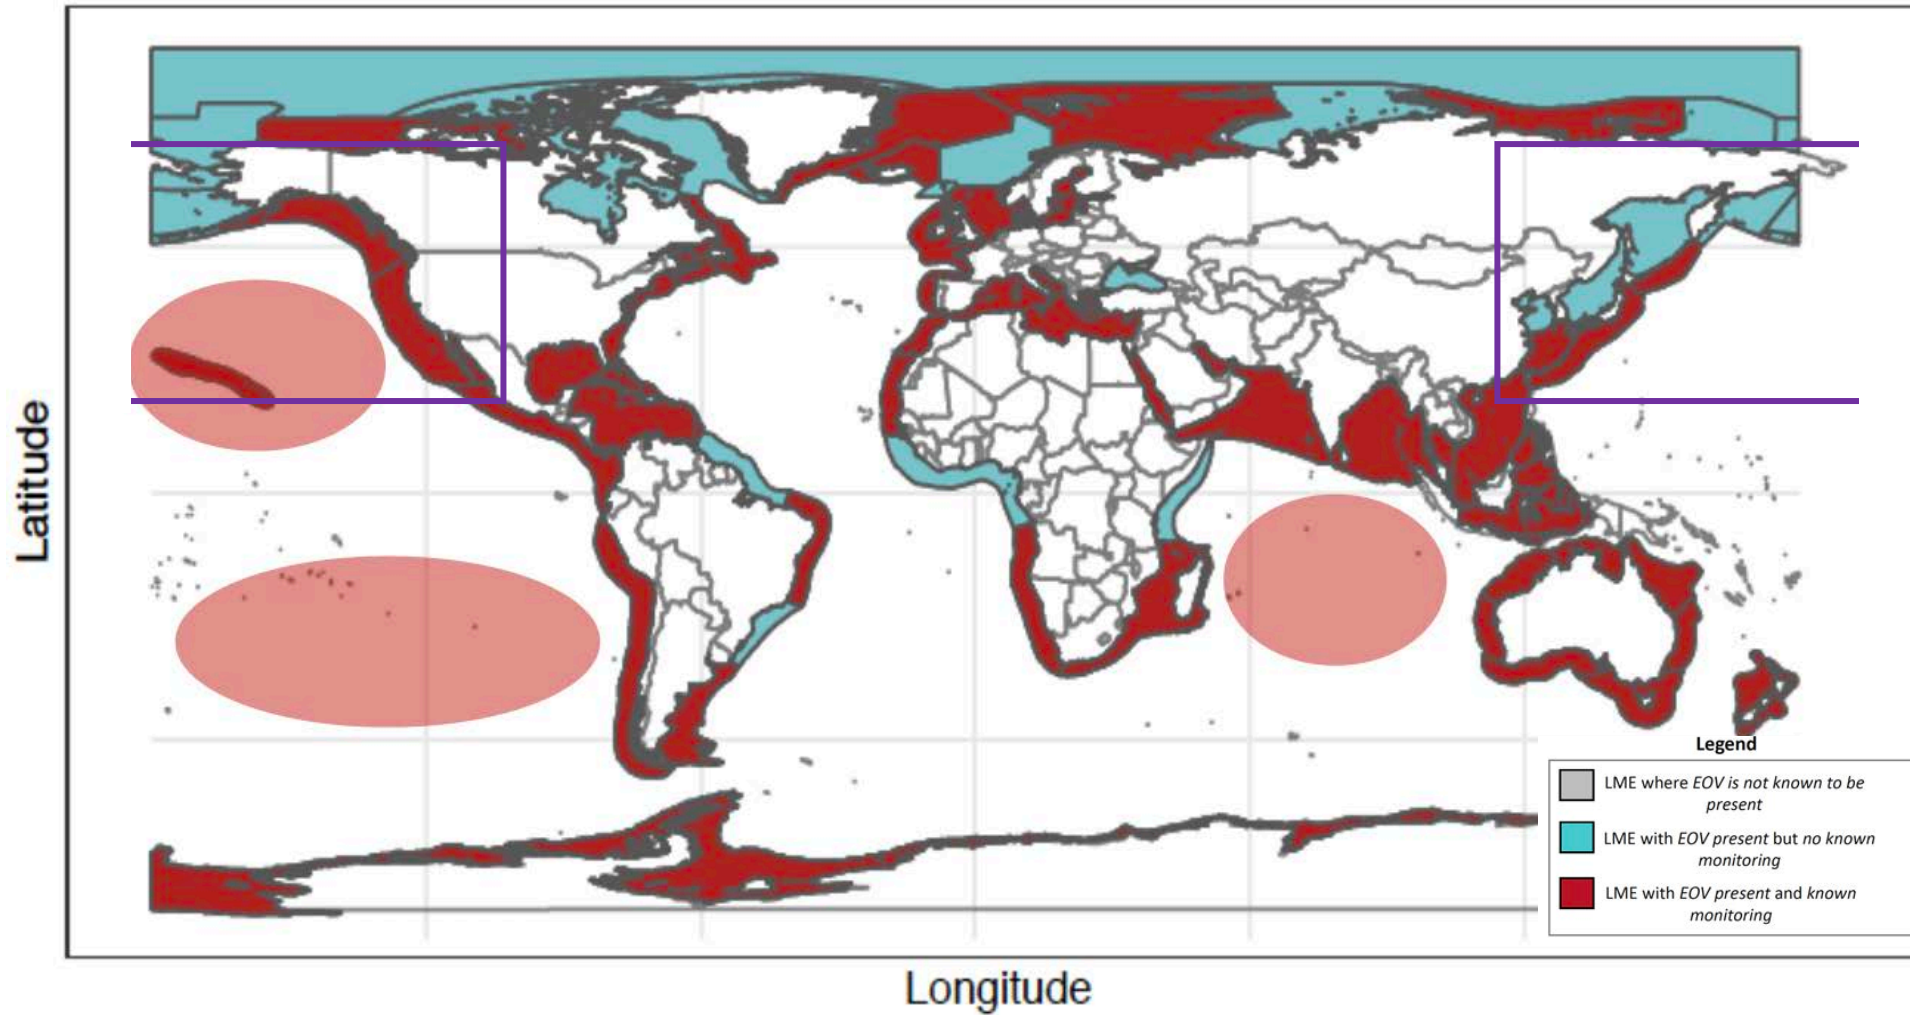 Latitude
Longitude
Legend
LME where EOV is not known to be
present
LME with EOV present but no known
monitoring
LME with EOV present and known
monitoring